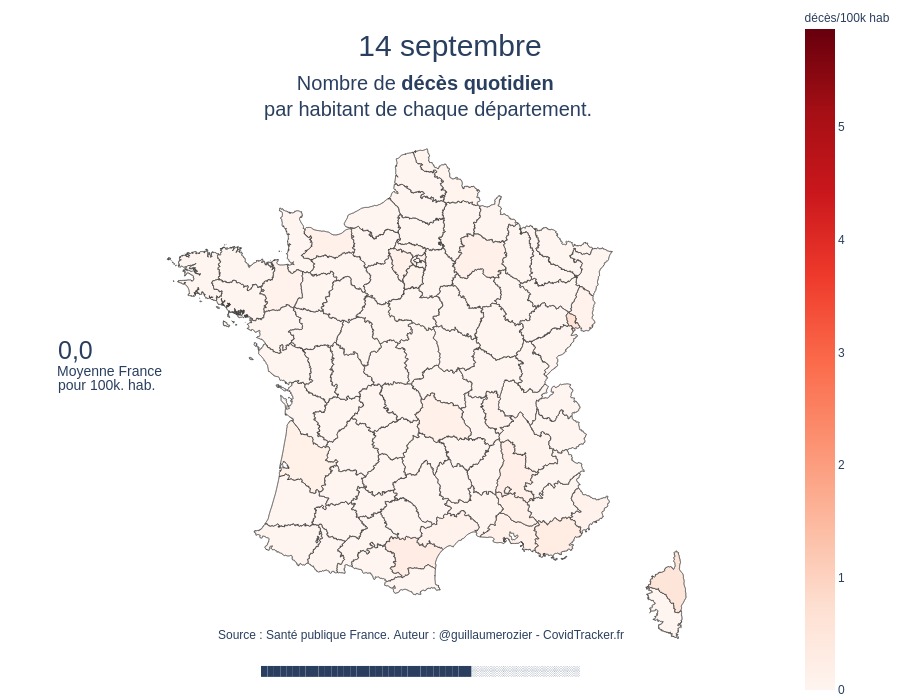 décès/100k hab
14 septembre
Nombre de décès quotidien
par habitant de chaque département.
5
4
3
2
1
0
0,0
Moyenne France
pour 100k. hab.
Source : Santé publique France. Auteur : @guillaumerozier - CovidTracker.fr